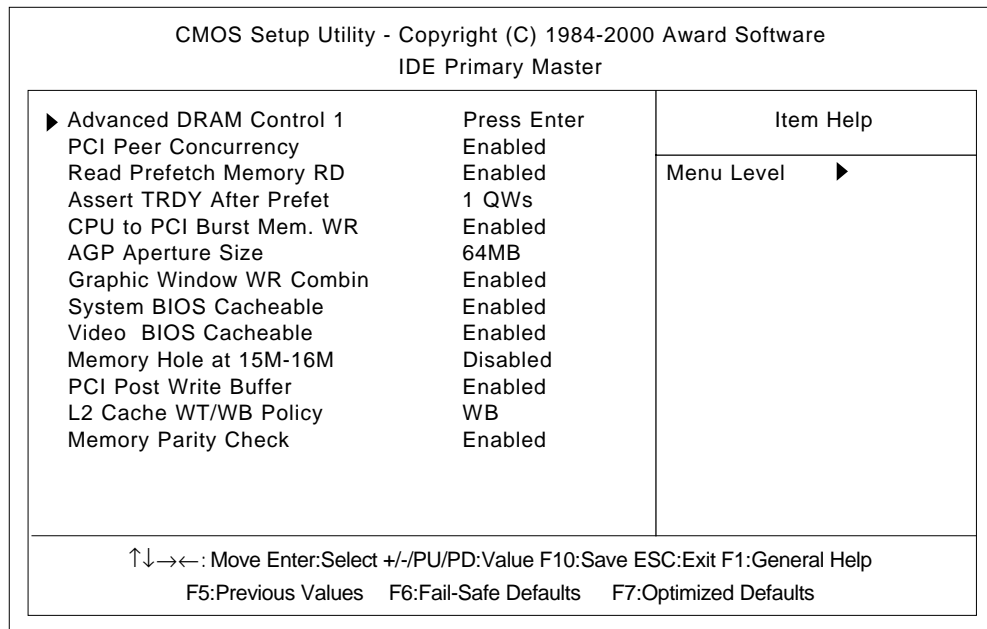 CMOS Setup Utility - Copyright (C) 1984-2000 Award Software
IDE Primary Master
Advanced DRAM Control 1 Press Enter
PCI Peer Concurrency Enabled
Read Prefetch Memory RD Enabled
Assert TRDY After Prefet 1 QWs
CPU to PCI Burst Mem. WR Enabled
AGP Aperture Size 64MB
Graphic Window WR Combin Enabled
System BIOS Cacheable Enabled
Video BIOS Cacheable Enabled
Memory Hole at 15M-16M Disabled
PCI Post Write Buffer Enabled
L2 Cache WT/WB Policy WB
Memory Parity Check Enabled
Item Help
Menu Level
↑↓→←: Move Enter:Select +/-/PU/PD:Value F10:Save ESC:Exit F1:General Help
F5:Previous Values F6:Fail-Safe Defaults F7:Optimized Defaults